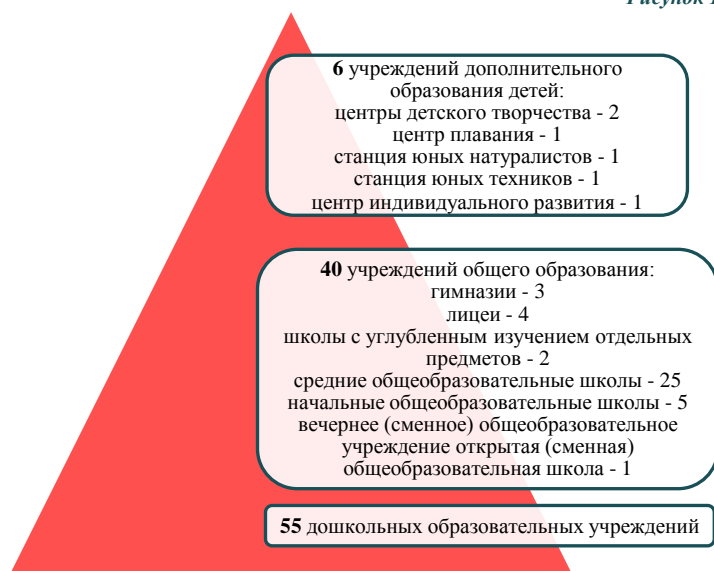 Рисунок
6 учреждений дополнительного
образования детей:
центры детского творчества - 2
центр плавания - 1
станция юных натуралистов - 1
станция юных техников - 1
центр индивидуального развития - 1
40 учреждений общего образования:
гимназии - 3
лицеи - 4
школы с углубленным изучением отдельных
предметов - 2
средние общеобразовательные школы - 25
начальные общеобразовательные школы - 5
вечернее (сменное) общеобразовательное
учреждение открытая (сменная)
общеобразовательная школа - 1
55 дошкольных образовательных учреждений